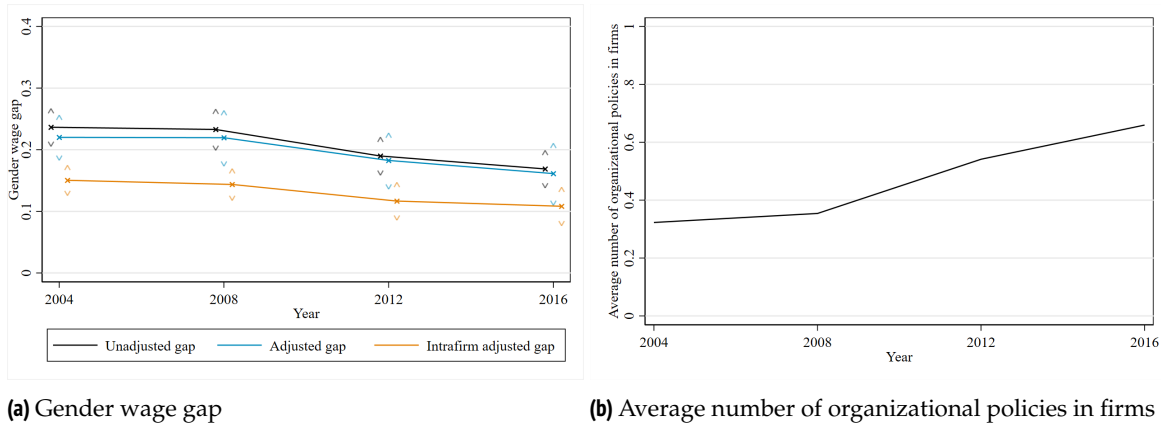 Gender wage gap
0.4
0.3
0.2
0.1
0
2004
2008
2012
2016
Year
Unadjusted gap
Adjusted gap
Intrafirm adjusted gap
(a) Gender wage gap
Average number of organizational policies in firms
1
.8
0.6
0.4
0.2
0
2004
2008
2012
2016
Year
(b) Average number of organizational policies in firms